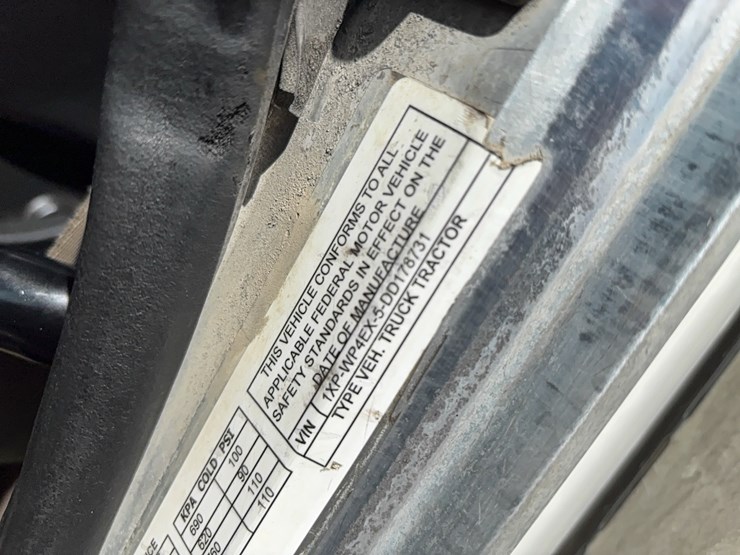 THIS VEHICLE CONFORMS TO ALL
APPLICABLE FEDERAL MOTOR VEHICLE
SAFETY STANDARDS IN EFFECT ON THE
DATE OF MANUFACTURE
VIN 1XP-WP4EX-5-DD178731
TYPE VEH. TRUCK TRACTOR
KPA COLD PSI
690 100
620 90
110
110